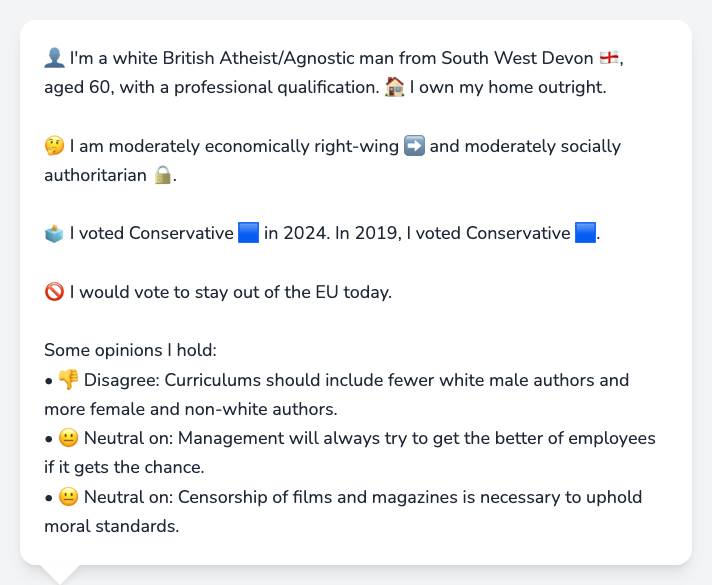 👤 I'm a white British Atheist/Agnostic man from South West Devon 🏴󠁧󠁢󠁥󠁮󠁧󠁿,
aged 60, with a professional qualification. 🏠 I own my home outright.
🤔 I am moderately economically right-wing ➡️ and moderately socially
authoritarian 🔒.
🗳️ I voted Conservative 🟦 in 2024. In 2019, I voted Conservative 🟦.
🚫 I would vote to stay out of the EU today.
Some opinions I hold:
• 👎 Disagree: Curriculums should include fewer white male authors and
more female and non-white authors.
• 😐 Neutral on: Management will always try to get the better of employees
if it gets the chance.
• 😐 Neutral on: Censorship of films and magazines is necessary to uphold
moral standards.